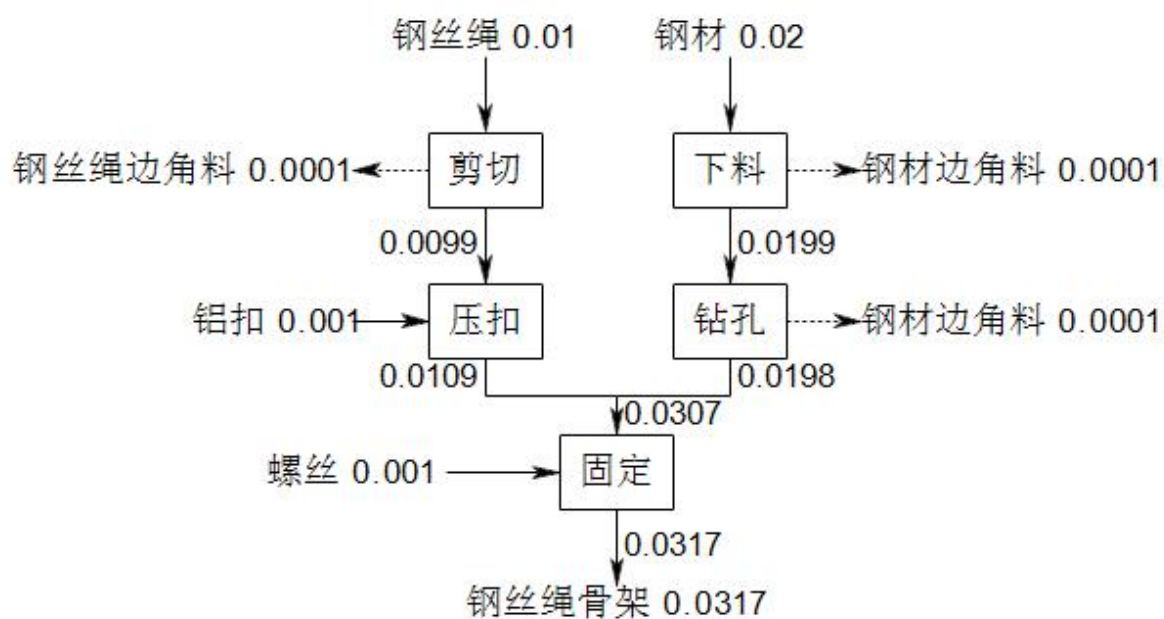 钢丝绳 0.01
钢材 0.02
钢丝绳边角料 0.0001
剪切
下料
钢材边角料 0.0001
0.0099
0.0199
铝扣 0.001
压扣
钻孔
钢材边角料 0.0001
0.0109
0.0198
0.0307
螺丝 0.001
固定
0.0317
钢丝绳骨架 0.0317